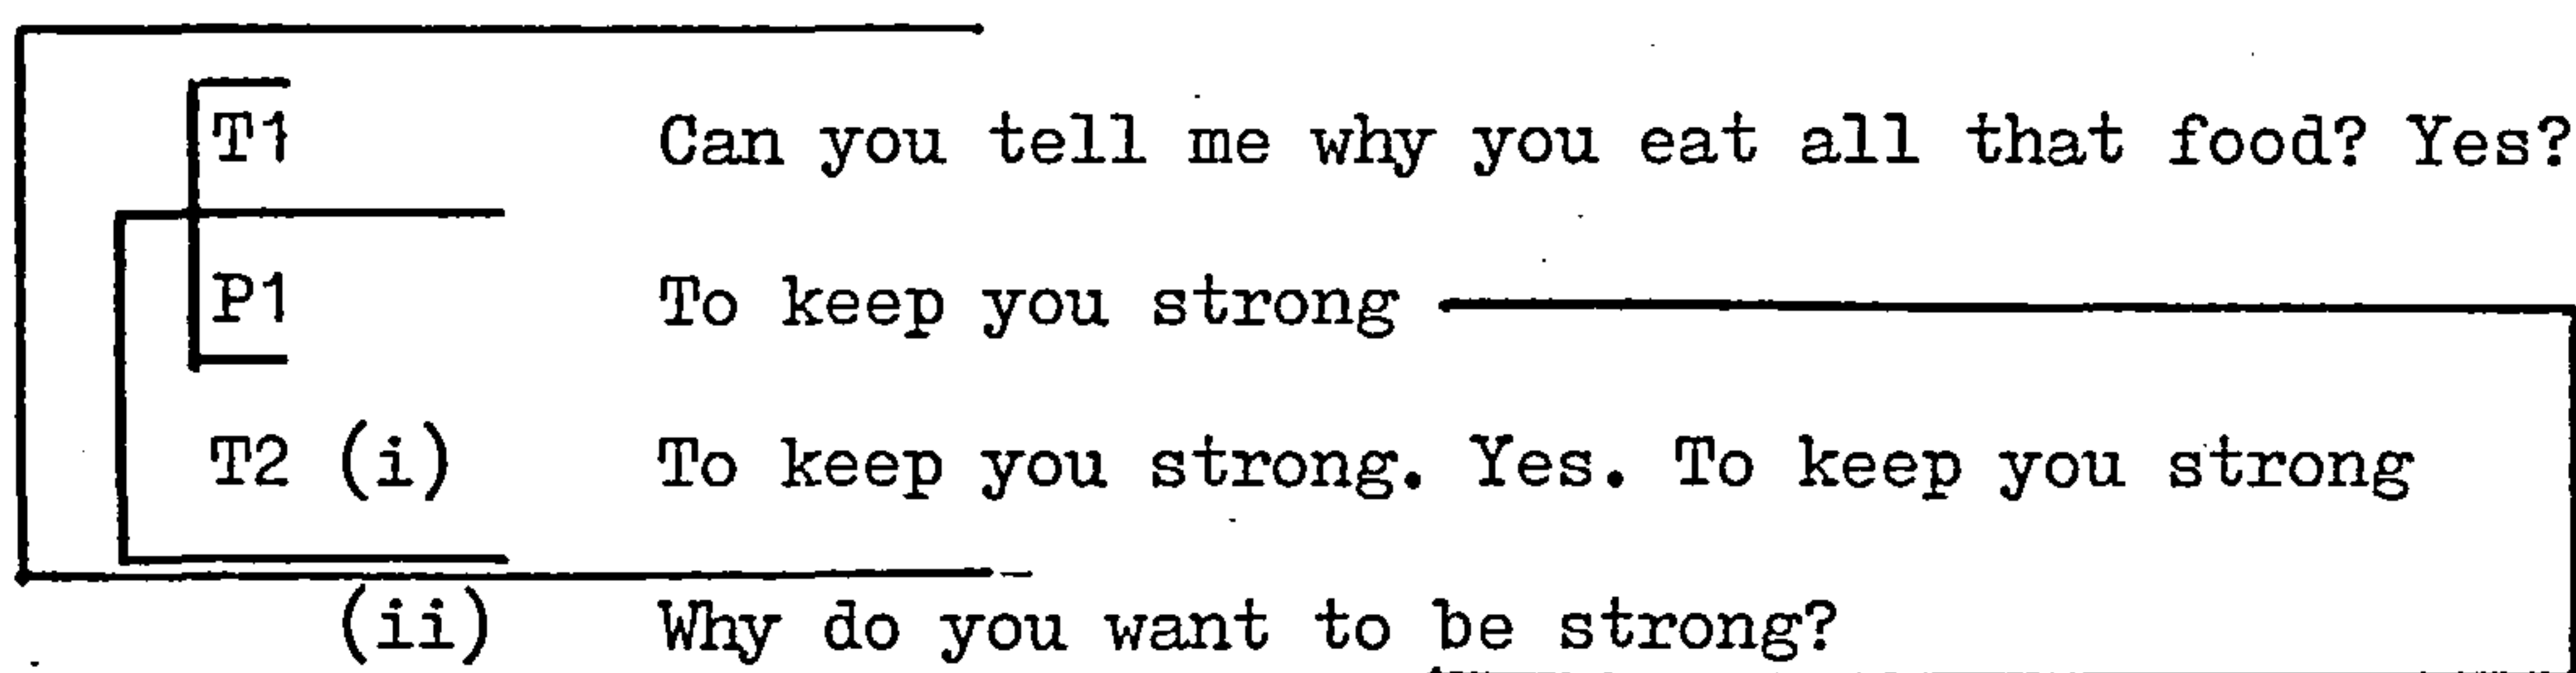 T1 Can you tell me why you eat all that food? Yes?
P1 To keep you strong
T2 (i) To keep you strong. Yes. To keep you strong
(ii) Why do you want to be strong?